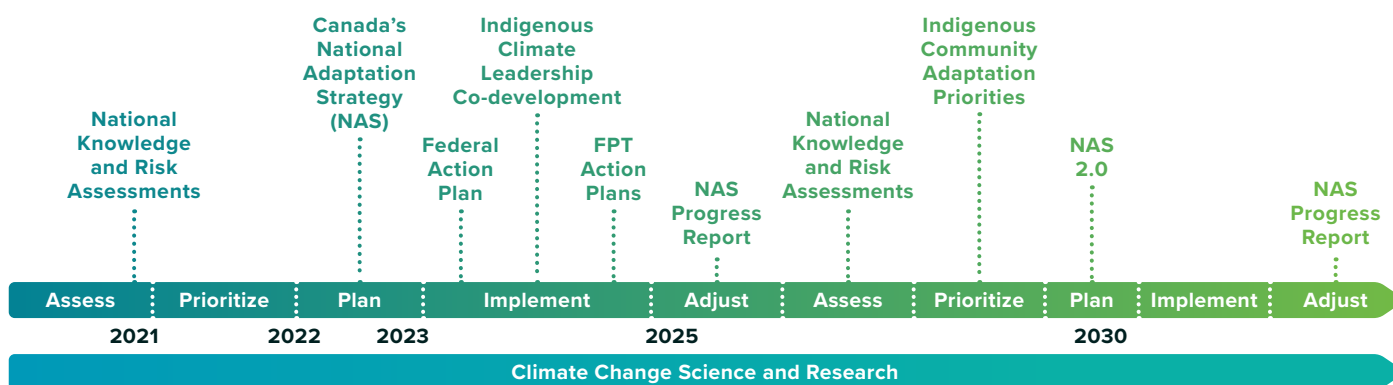 National
Knowledge
and Risk
Assessments
Canada’s
National
Adaptation
Strategy
(NAS)
Federal
Action
Plan
Indigenous
Climate
Leadership
Co-development
FPT
Action
Plans
NAS
Progress
Report
National
Knowledge
and Risk
Assessments
Indigenous
Community
Adaptation
Priorities
NAS
2.0
NAS
Progress
Report
Assess
Prioritize
Plan
Implement
Adjust
Assess
Prioritize
Plan
Implement
Adjust
2021
2022
2023
2025
2030
Climate Change Science and Research